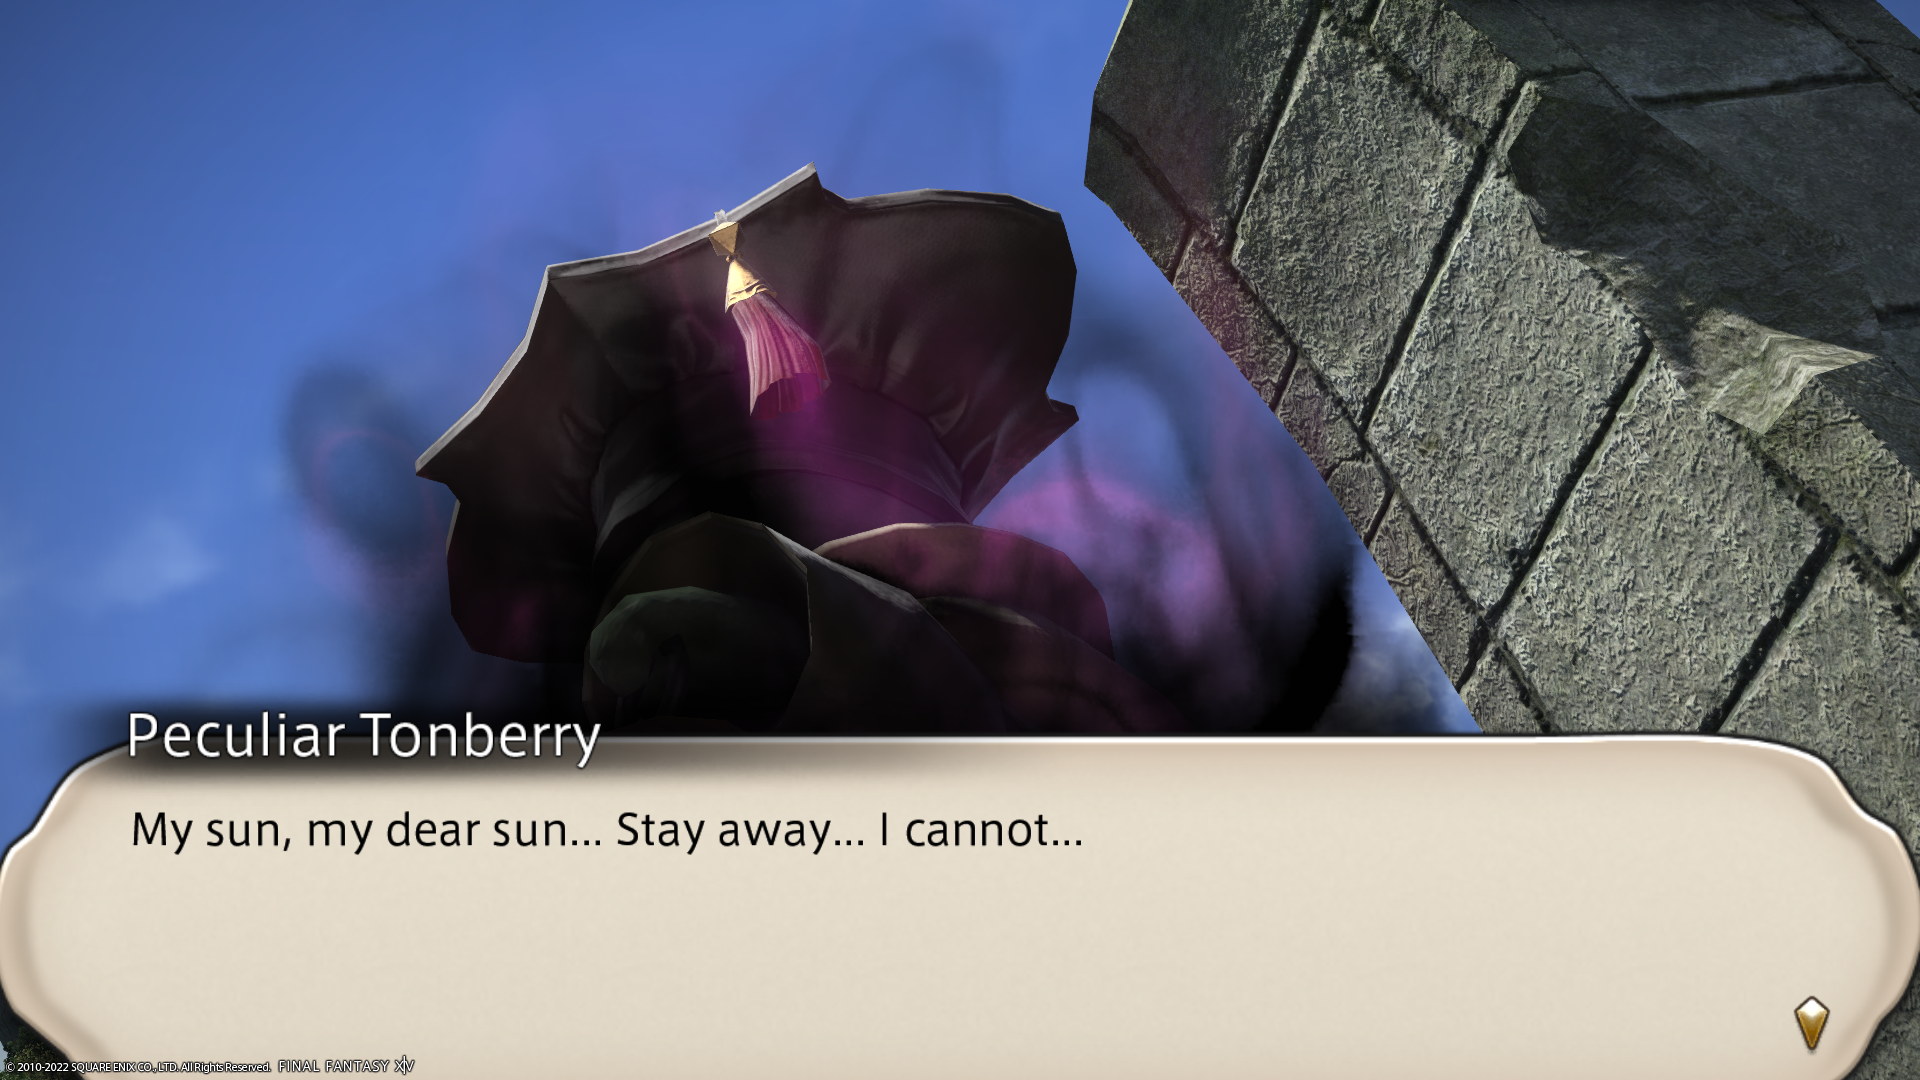 Peculiar Tonberry
My sun, my dear sun... Stay away... I cannot...
© 2010-2022 SQUARE ENIX CO., LTD. All Rights Reserved. FINAL FANTASY XIV